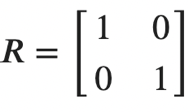 R = [ 1 0
0 1 ]